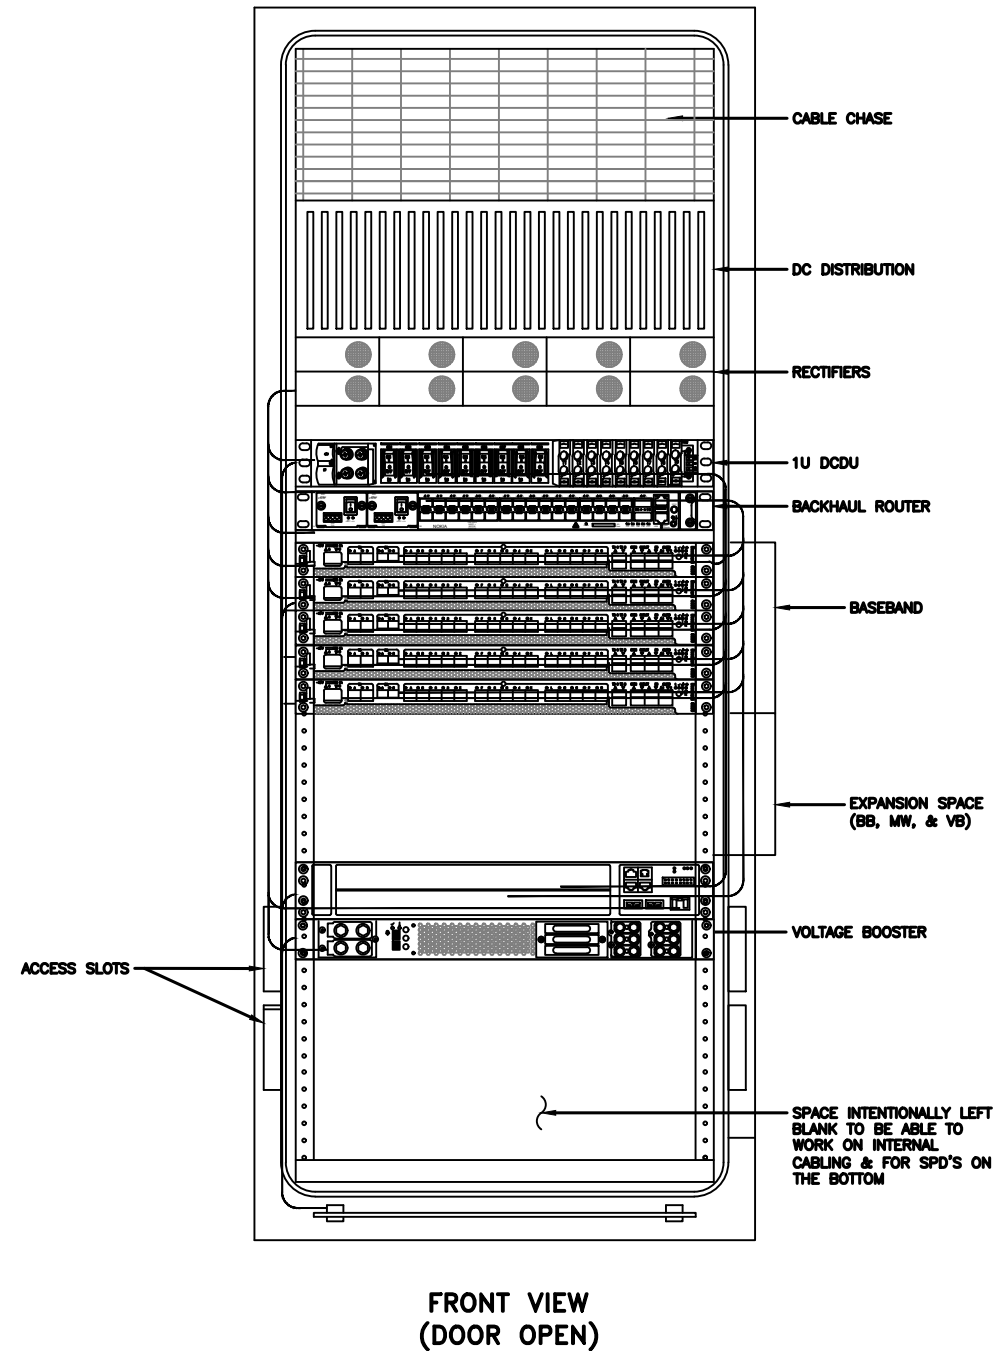 CABLE CHASE
DC DISTRIBUTION
RECTIFIERS
1U DCDU
BACKHAUL ROUTER
NOKIA
BASEBAND
EXPANSION SPACE
(BB, MW, & VB)
VOLTAGE BOOSTER
ACCESS SLOTS
SPACE INTENTIONALLY LEFT
BLANK TO BE ABLE TO
WORK ON INTERNAL
CABLING & FOR SPD'S ON
THE BOTTOM
FRONT VIEW
(DOOR OPEN)